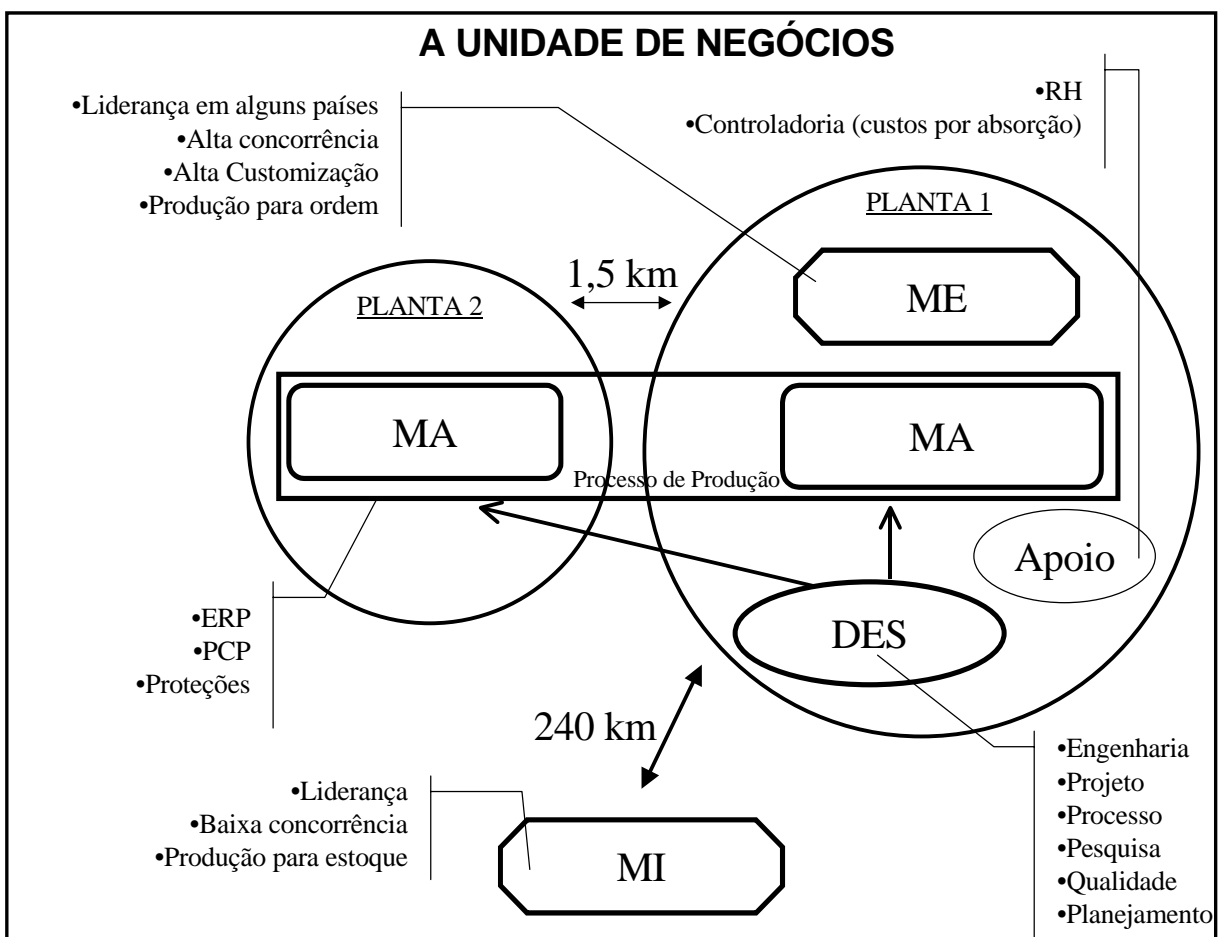 A UNIDADE DE NEGÓCIOS
•Liderança em alguns países
•Alta concorrência
•Alta Customização
•Produção para ordem
•RH
•Controladoria (custos por absorção)
PLANTA 1
ME
1,5 km
PLANTA 2
MA
MA
Processo de Produção
Apoio
DES
•ERP
•PCP
•Proteções
240 km
•Liderança
•Baixa concorrência
•Produção para estoque
MI
•Engenharia
•Projeto
•Processo
•Pesquisa
•Qualidade
•Planejamento